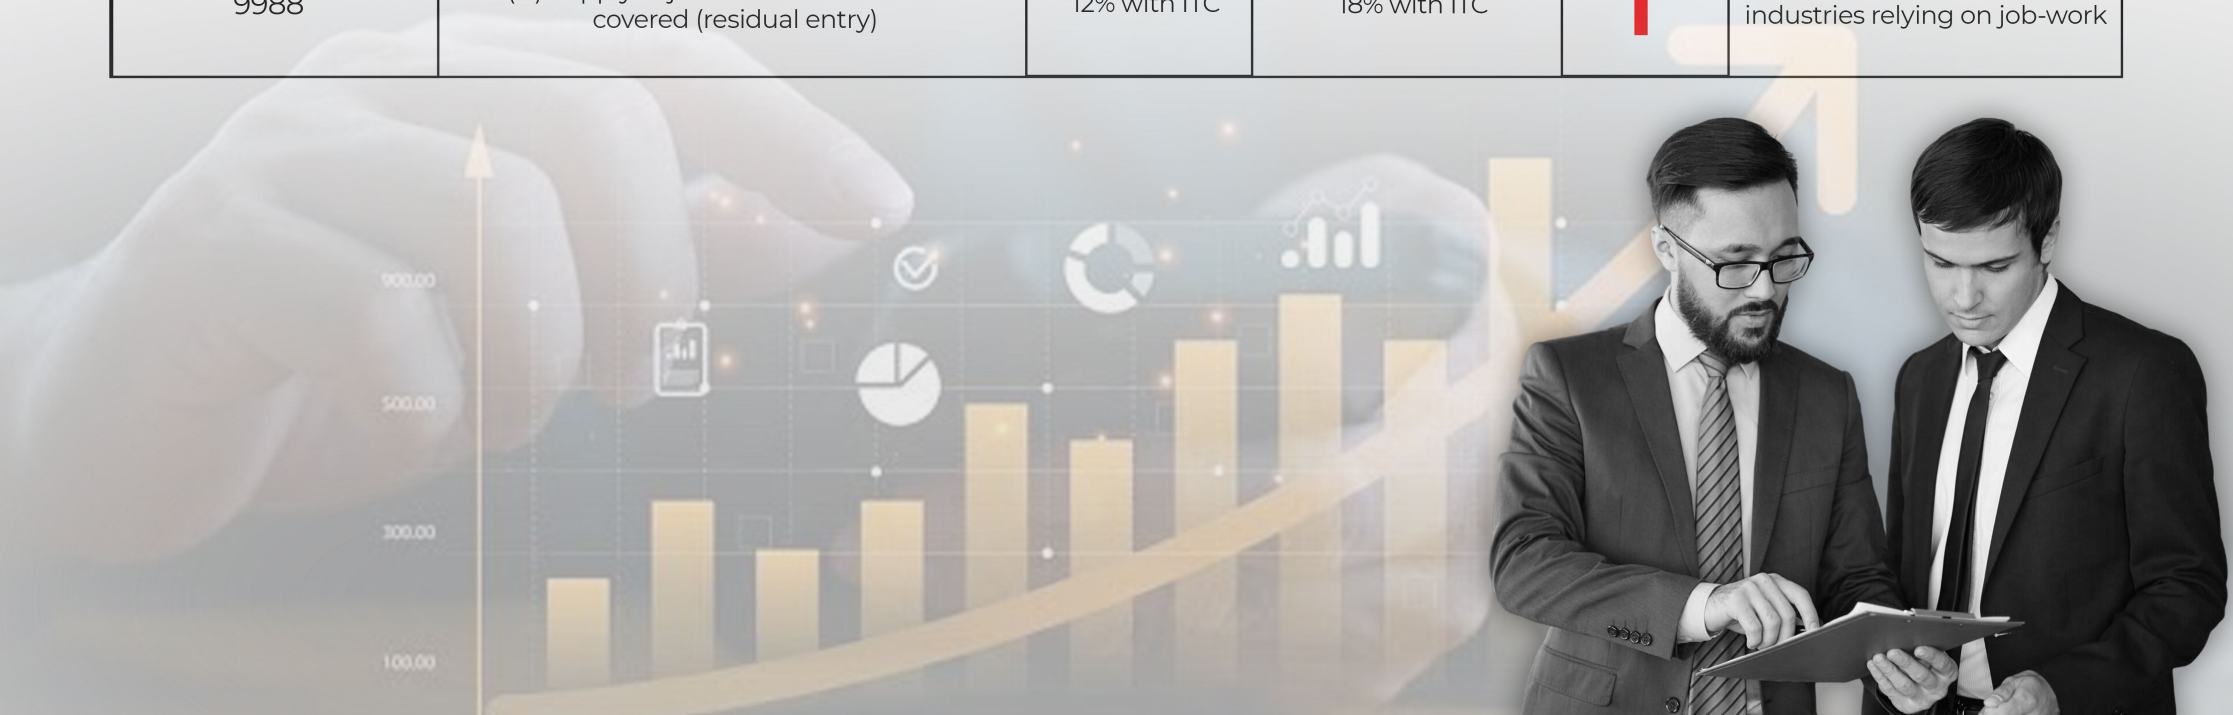 9988
covered (residual entry)
12% with ITC
18% with ITC
industries relying on job-work
900.00
500.00
300.00
100.00